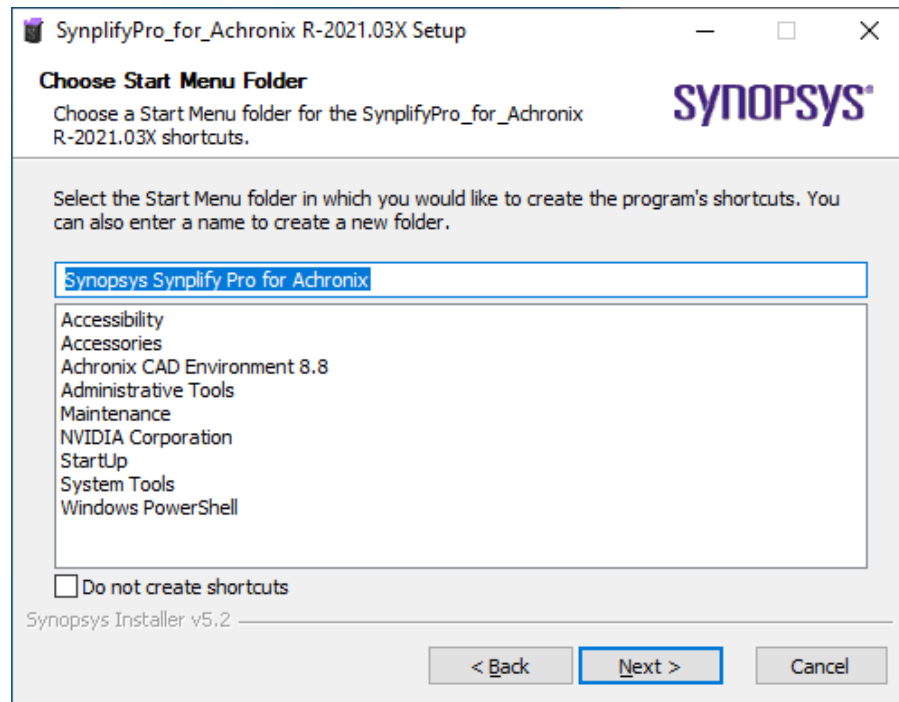 SynplifyPro_for_Achronix R-2021.03X Setup
Choose Start Menu Folder
Choose a Start Menu folder for the SynplifyPro_for_Achronix
R-2021.03X shortcuts.
SYNOPSYS®
Select the Start Menu folder in which you would like to create the program's shortcuts. You
can also enter a name to create a new folder.
Synopsys Synplify Pro for Achronix
Accessibility
Accessories
Achronix CAD Environment 8.8
Administrative Tools
Maintenance
NVIDIA Corporation
StartUp
System Tools
Windows PowerShell
Do not create shortcuts
Synopsys Installer v5.2
< Back
Next >
Cancel